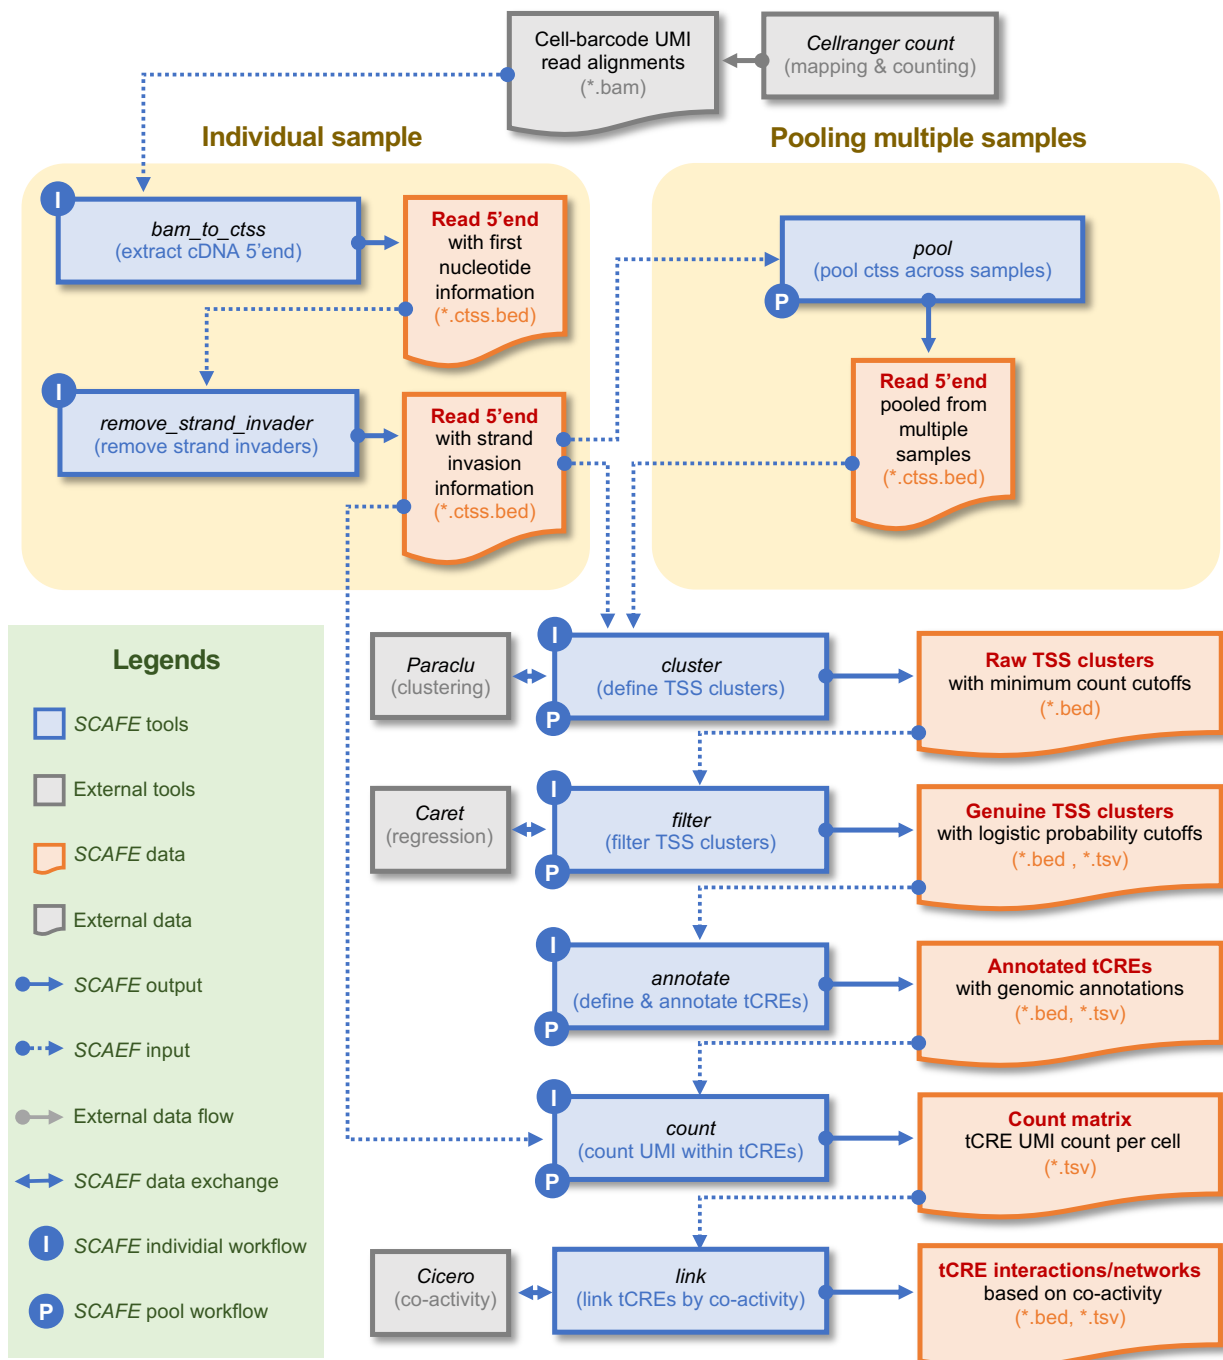 Cell-barcode UMI
read alignments
(*.bam)
Cellranger count
(mapping & counting)
Individual sample
Pooling multiple samples
I
bam_to_ctss
(extract cDNA 5’end)
Read 5’end
with first
nucleotide
information
(*.ctss.bed)
pool
(pool ctss across samples)
P
I
remove_strand_invader
(remove strand invaders)
Read 5’end
with strand
invasion
information
(*.ctss.bed)
Read 5’end
pooled from
multiple
samples
(*.ctss.bed)
Legends
SCAFE tools
External tools
SCAFE data
External data
SCAFE output
SCAEF input
External data flow
SCAEF data exchange
I
SCAFE individial workflow
P
SCAFE pool workflow
Paraclu
(clustering)
I
cluster
(define TSS clusters)
P
Raw TSS clusters
with minimum count cutoffs
(*.bed)
Caret
(regression)
I
filter
(filter TSS clusters)
P
Genuine TSS clusters
with logistic probability cutoffs
(*.bed , *.tsv)
I
annotate
(define & annotate tCREs)
P
Annotated tCREs
with genomic annotations
(*.bed, *.tsv)
I
count
(count UMI within tCREs)
P
Count matrix
tCRE UMI count per cell
(*.tsv)
Cicero
(co-activity)
link
(link tCREs by co-activity)
tCRE interactions/networks
based on co-activity
(*.bed, *.tsv)